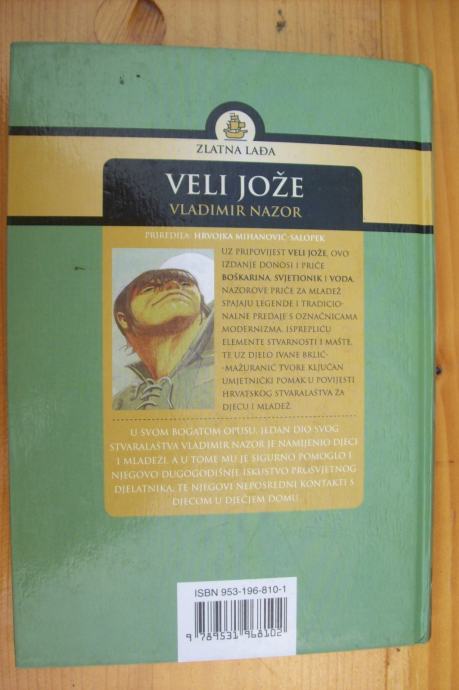 ZLATNA LAĐA
VELI JOŽE
VLADIMIR NAZOR
PRIREDILA: HRVOJKA MIHANOVIĆ-SALOPEK
UZ PRIPOVIJEST VELI JOŽE, OVO
IZDANJE DONOSI I PRIČE
BOŠKARINA, SVJETIONIK I VODA.
NAZOROVE PRIČE ZA MLADEŽ
SPAJAJU LEGENDE I TRADICIO-
NALNE PREDAJE S OZNAČNICAMA
MODERNIZMA, ISPREPLIĆU
ELEMENTE STVARNOSTI I MAŠTE,
TE UZ DJELO IVANE BRLIĆ-
-MAŽURANIĆ TVORE KLJUČAN
UMJETNIČKI POMAK U POVIJESTI
HRVATSKOG STVARALAŠTVA ZA
DJECU I MLADEŽ.
U SVOM BOGATOM OPUSU, JEDAN DIO SVOG
STVARALAŠTVA VLADIMIR NAZOR JE NAMIJENIO DJECI
I MLADEŽI, A U TOME MU JE SIGURNO POMOGLO I
NJEGOVO DUGOGODIŠNJE ISKUSTVO PROSVJETNOG
DJELATNIKA, TE NJEGOVI NEPOSREDNI KONTAKTI S
DJECOM U DJEČJEM DOMU.
ISBN 953-196-810-1
9 789531 968102